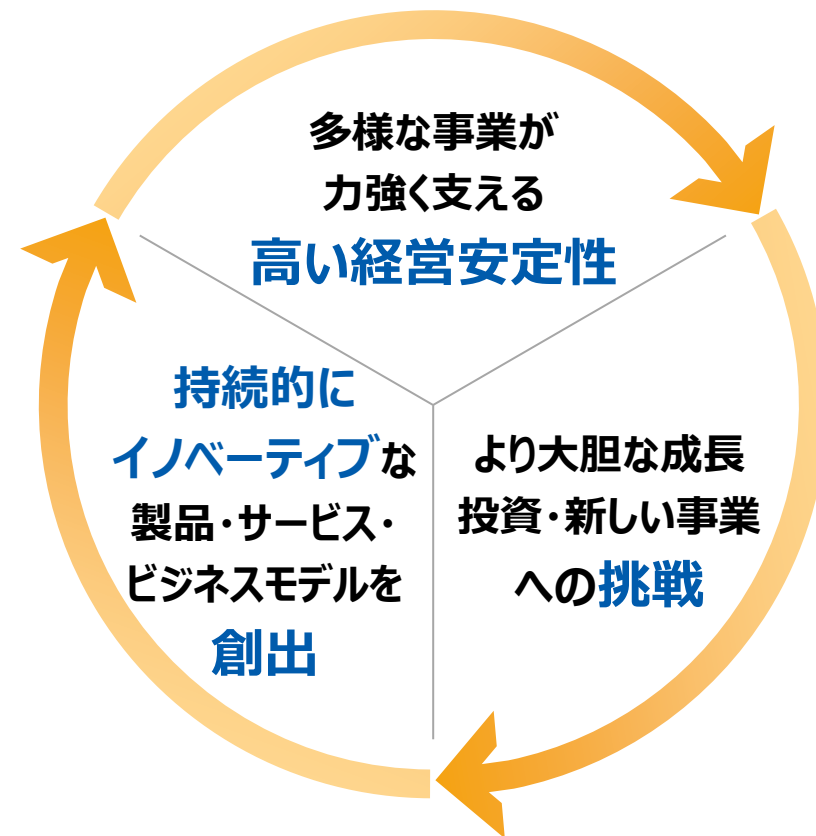 多様な事業が
力強く支える
高い経営安定性
より大胆な成長
投資・新しい事業
への挑戦
持続的に
イノベーティブな
製品・サービス・
ビジネスモデルを
創出